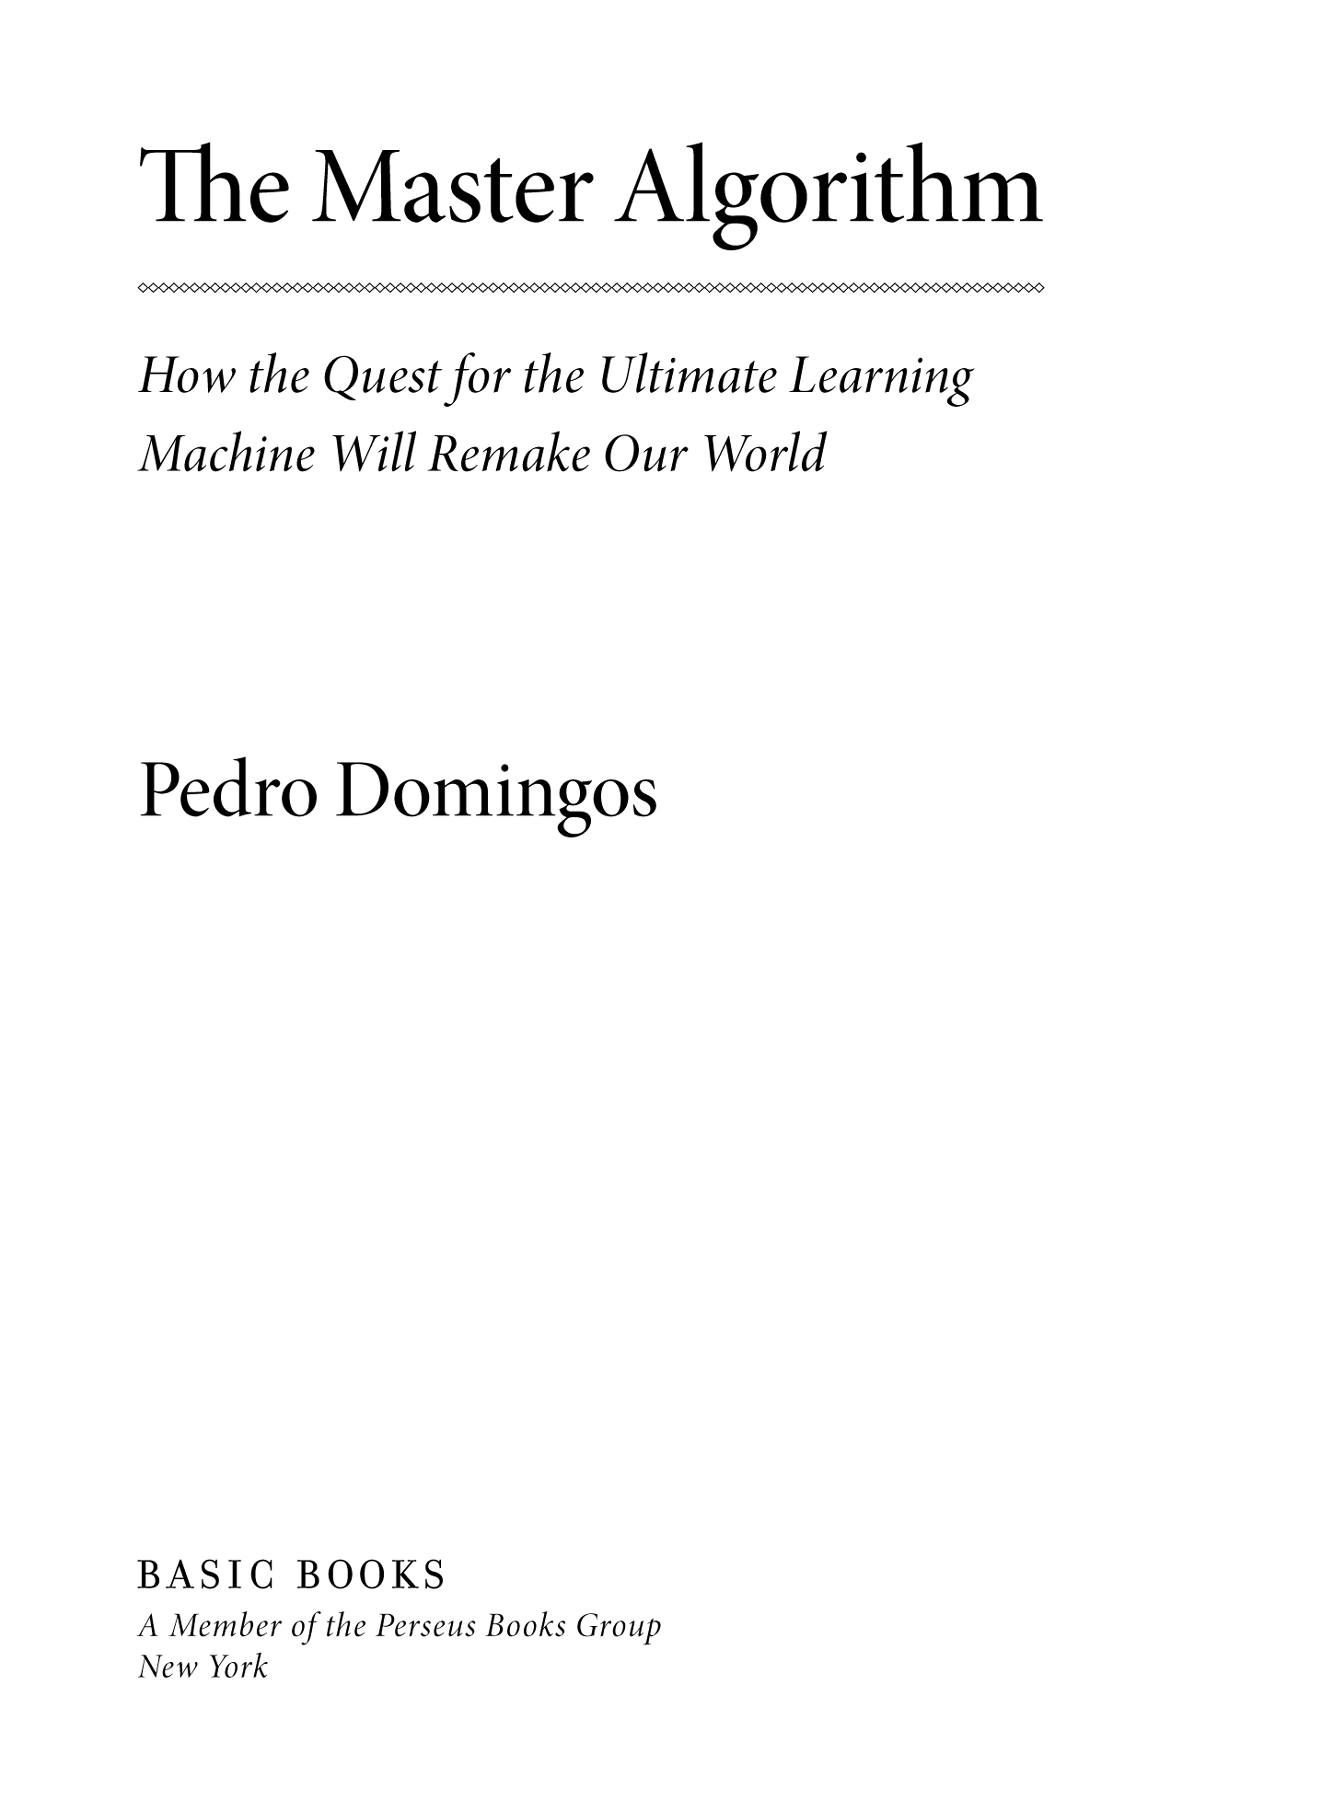 The Master Algorithm
How the Quest for the Ultimate Learning
Machine Will Remake Our World
Pedro Domingos
BASIC BOOKS
A Member of the Perseus Books Group
New York